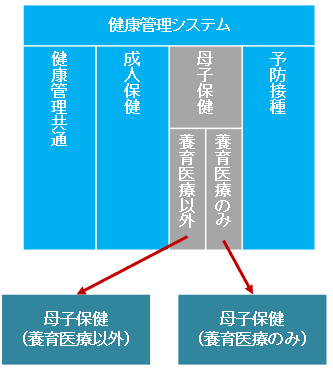 健康管理システム
健康管理共通
成人保健
母子保健
予防接種
養育医療以外
養育医療のみ
母子保健
（養育医療以外）
母子保健
（養育医療のみ）